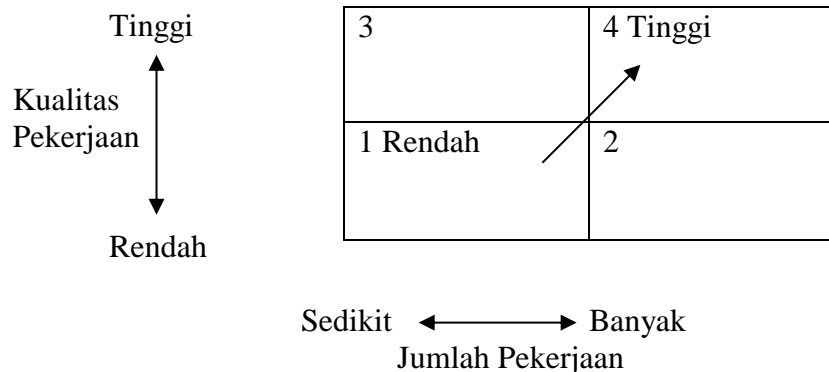 Tinggi
3
4 Tinggi
Kualitas
Pekerjaan
1 Rendah
2
Rendah
Sedikit
Banyak
Jumlah Pekerjaan